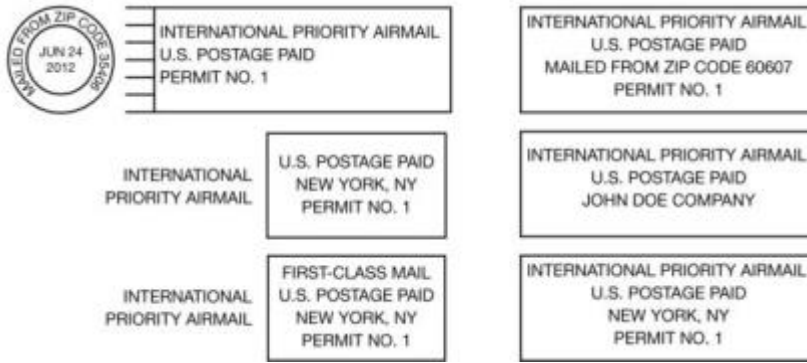 MAILED FROM ZIP CODE 35406
JUN 24
2012
INTERNATIONAL PRIORITY AIRMAIL
U.S. POSTAGE PAID
PERMIT NO. 1
INTERNATIONAL PRIORITY AIRMAIL
U.S. POSTAGE PAID
MAILED FROM ZIP CODE 60607
PERMIT NO. 1
INTERNATIONAL
PRIORITY AIRMAIL
U.S. POSTAGE PAID
NEW YORK, NY
PERMIT NO. 1
INTERNATIONAL PRIORITY AIRMAIL
U.S. POSTAGE PAID
JOHN DOE COMPANY
INTERNATIONAL
PRIORITY AIRMAIL
FIRST-CLASS MAIL
U.S. POSTAGE PAID
NEW YORK, NY
PERMIT NO. 1
INTERNATIONAL PRIORITY AIRMAIL
U.S. POSTAGE PAID
NEW YORK, NY
PERMIT NO. 1